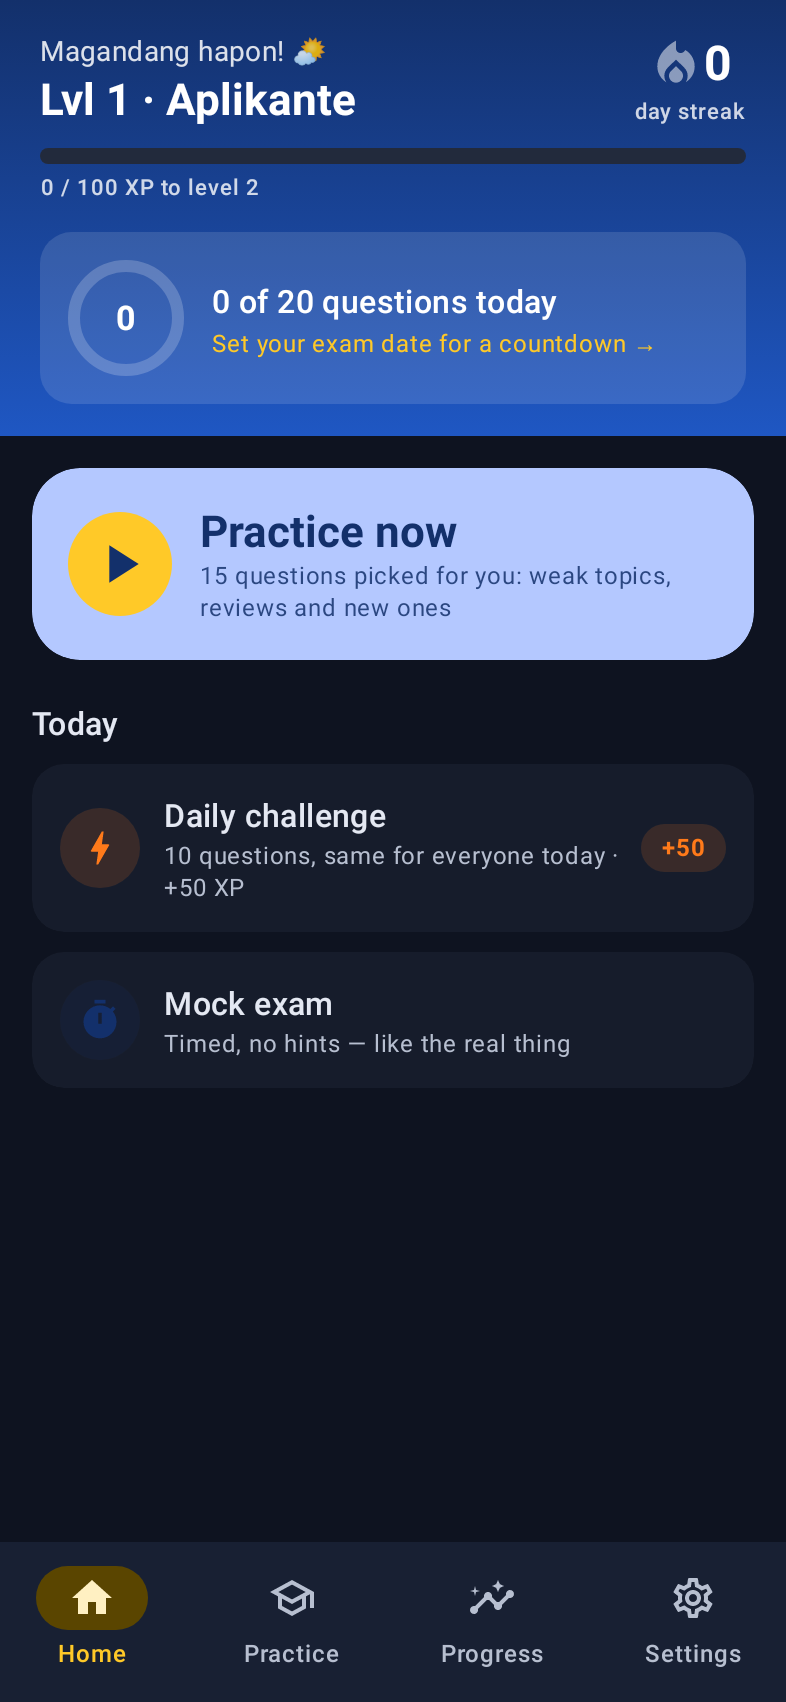 Magandang hapon! 🌤️
Lvl 1 · Aplikante
0
day streak
0 / 100 XP to level 2
0
0 of 20 questions today
Set your exam date for a countdown →
Practice now
15 questions picked for you: weak topics,
reviews and new ones
Today
Daily challenge
10 questions, same for everyone today ·
+50 XP
+50
Mock exam
Timed, no hints — like the real thing
Home
Practice
Progress
Settings